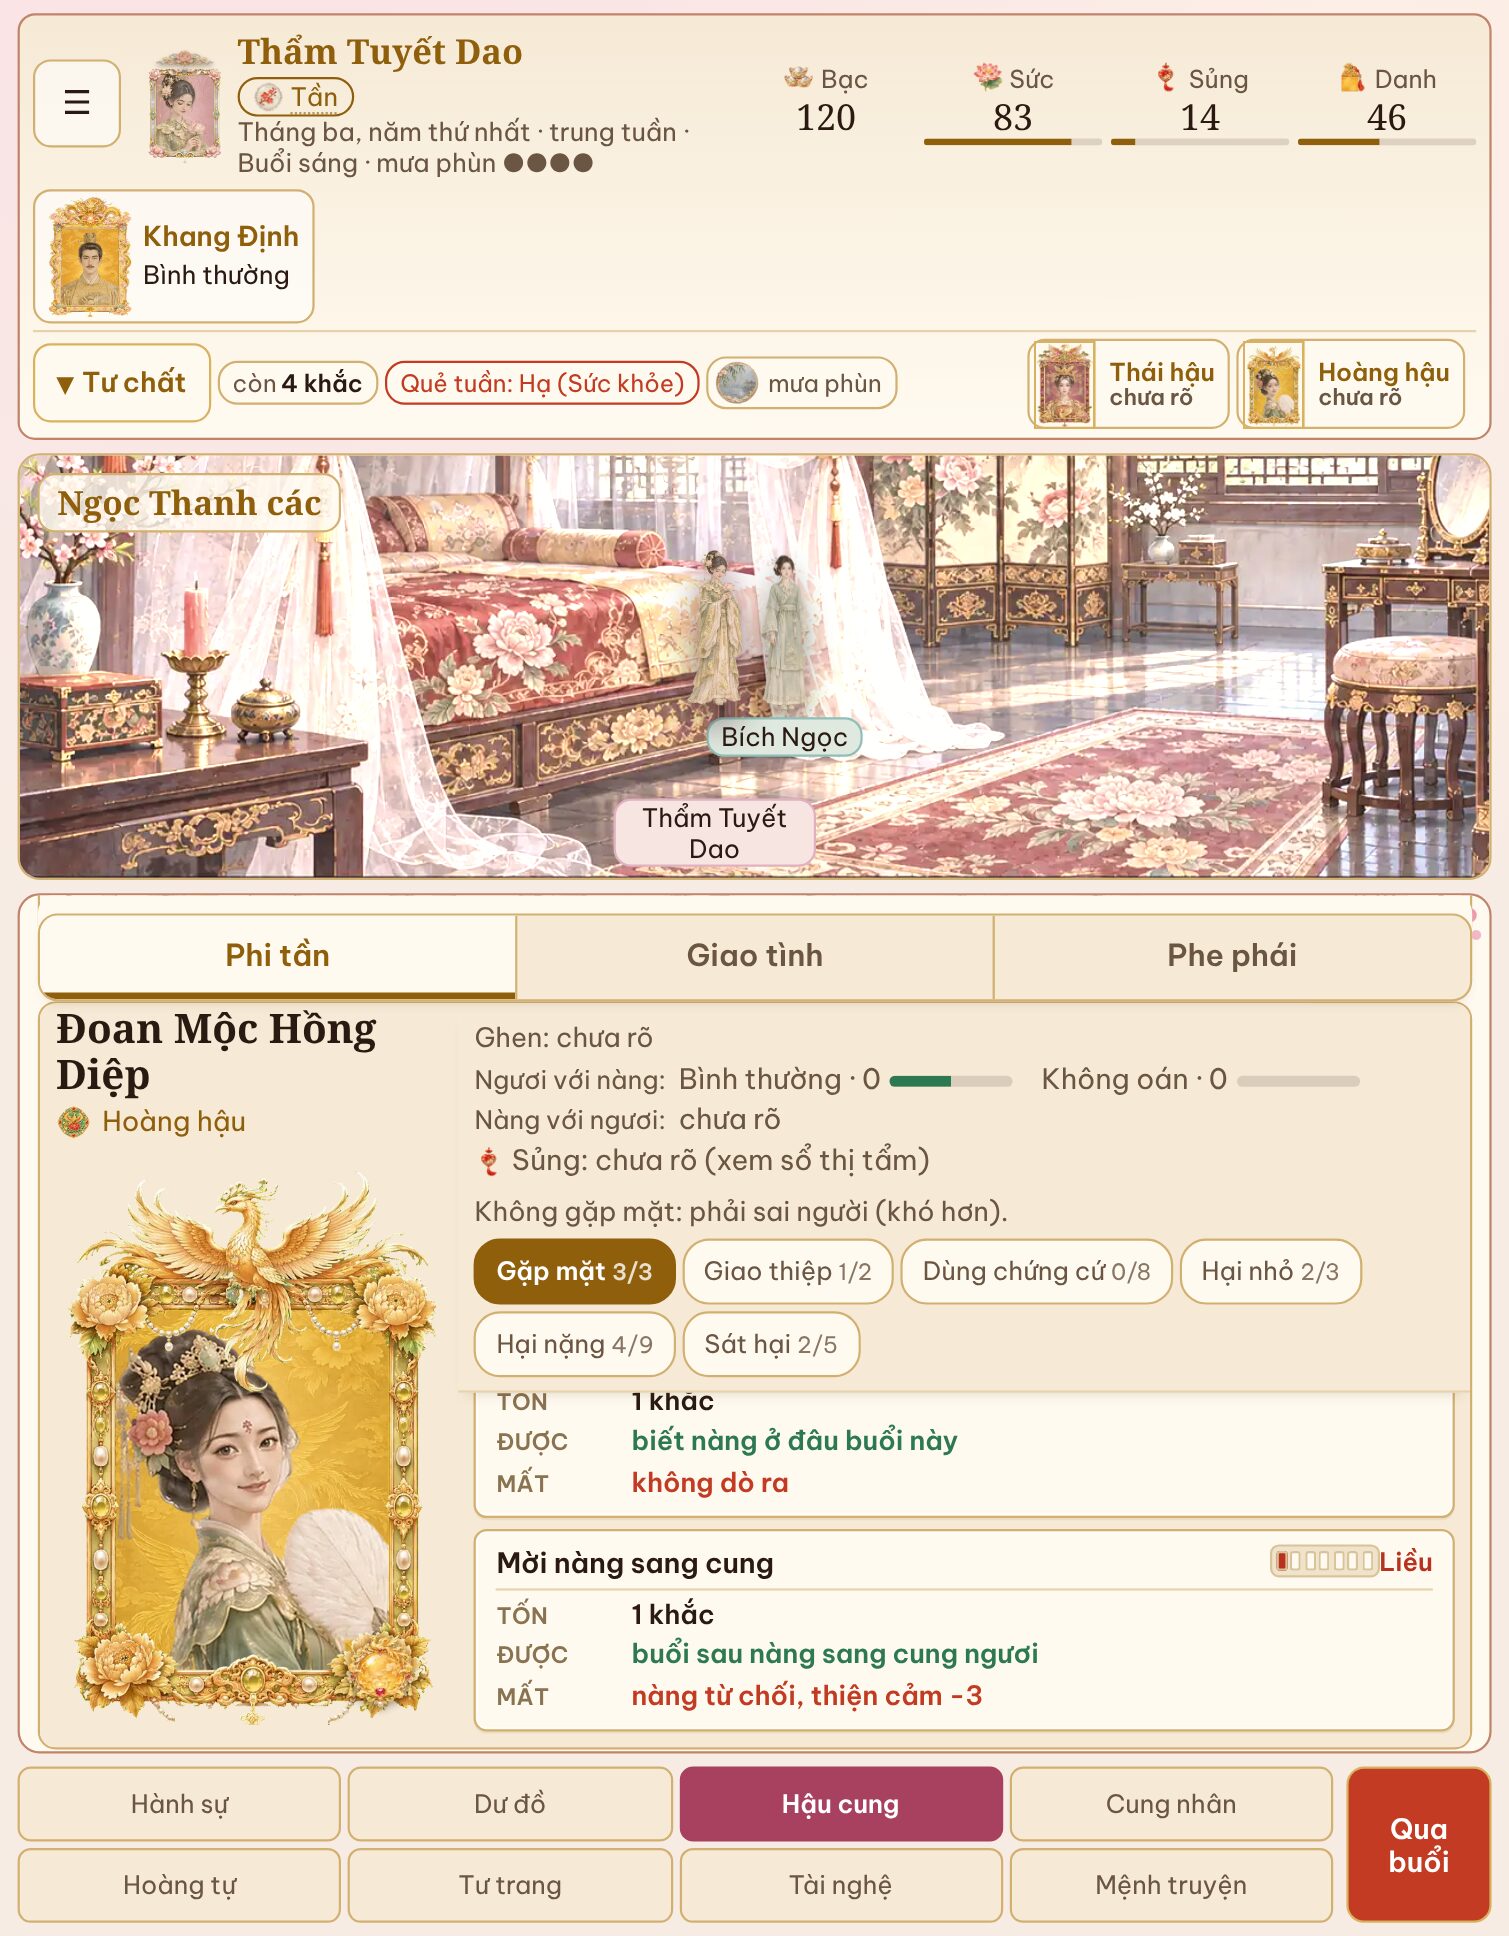 ☰
Thẩm Tuyết Dao
Tần
Tháng ba, năm thứ nhất · trung tuần ·
Buổi sáng · mưa phùn ●●●●
Bạc
120
Sức
83
Sủng
14
Danh
46
Khang Định
Bình thường
▼ Tư chất
còn 4 khắc
Quẻ tuần: Hạ (Sức khỏe)
mưa phùn
Thái hậu
chưa rõ
Hoàng hậu
chưa rõ
Ngọc Thanh các
Bích Ngọc
Thẩm Tuyết
Dao
Phi tần
Giao tình
Phe phái
Đoan Mộc Hồng
Diệp
Hoàng hậu
Ghen: chưa rõ
Ngươi với nàng: Bình thường · 0 Không oán · 0
Nàng với ngươi: chưa rõ
Sủng: chưa rõ (xem sổ thị tẩm)
Không gặp mặt: phải sai người (khó hơn).
Gặp mặt 3/3
Giao thiệp 1/2
Dùng chứng cứ 0/8
Hại nhỏ 2/3
Hại nặng 4/9
Sát hại 2/5
TỐN 1 khắc
ĐƯỢC biết nàng ở đâu buổi này
MẤT không dò ra
Mời nàng sang cung
Liều
TỐN 1 khắc
ĐƯỢC buổi sau nàng sang cung ngươi
MẤT nàng từ chối, thiện cảm -3
Hành sự
Dư đồ
Hậu cung
Cung nhân
Qua
buổi
Hoàng tự
Tư trang
Tài nghệ
Mệnh truyện